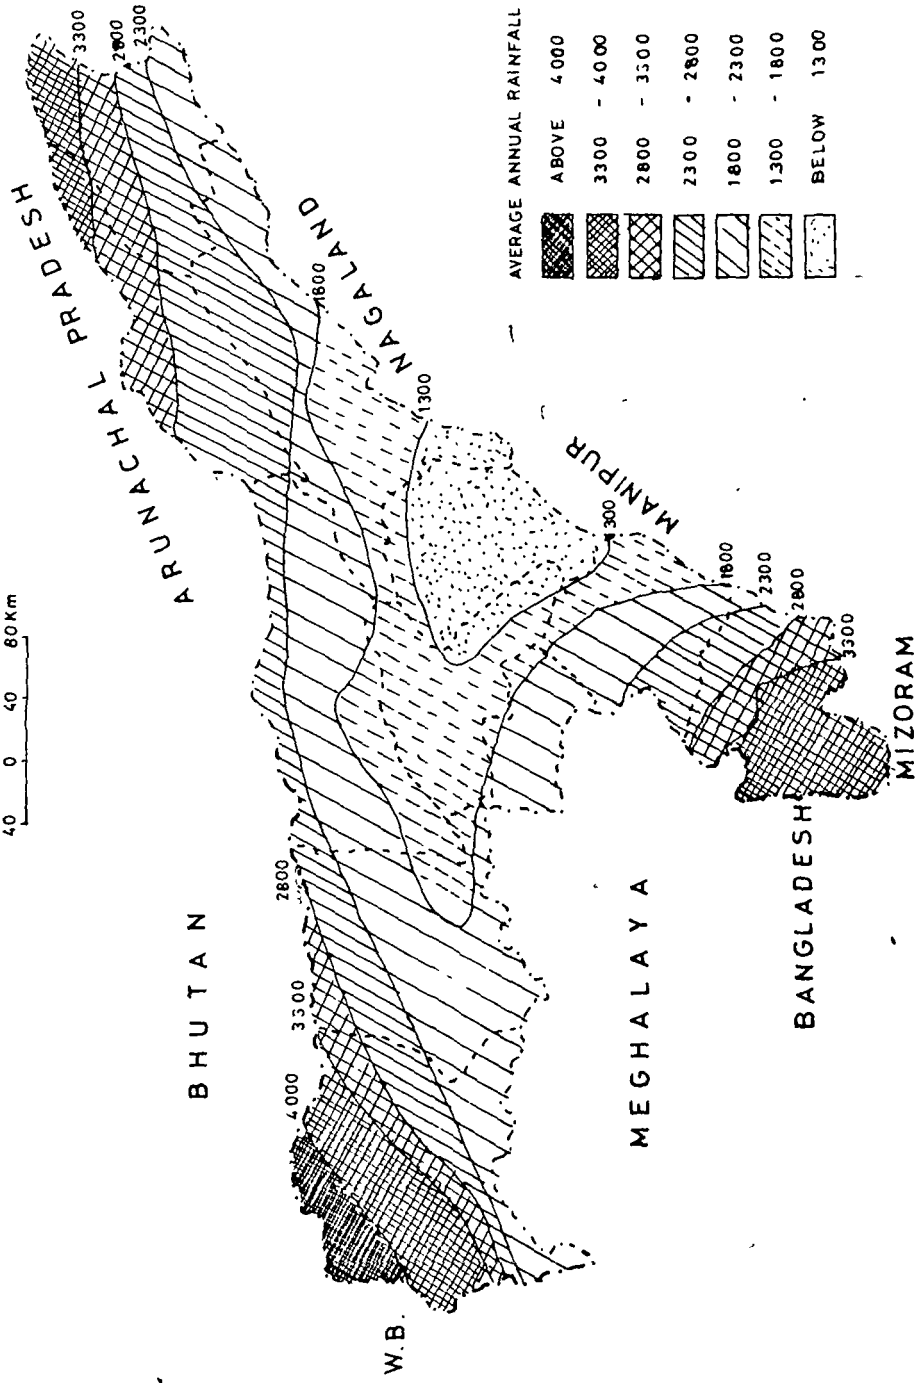 40 0 40 80 Km
ARUNACHAL PRADESH
3300
2800
2300
BHUTAN
4000
3300
2800
1800
NAGALAND
1300
W.B.
MANIPUR
1300
MEGHALAYA
1800
2300
2800
3300
BANGLADESH
MIZORAM
AVERAGE ANNUAL RAINFALL
ABOVE 4000
3300 - 4000
2800 - 3300
2300 - 2800
1800 - 2300
1300 - 1800
BELOW 1300